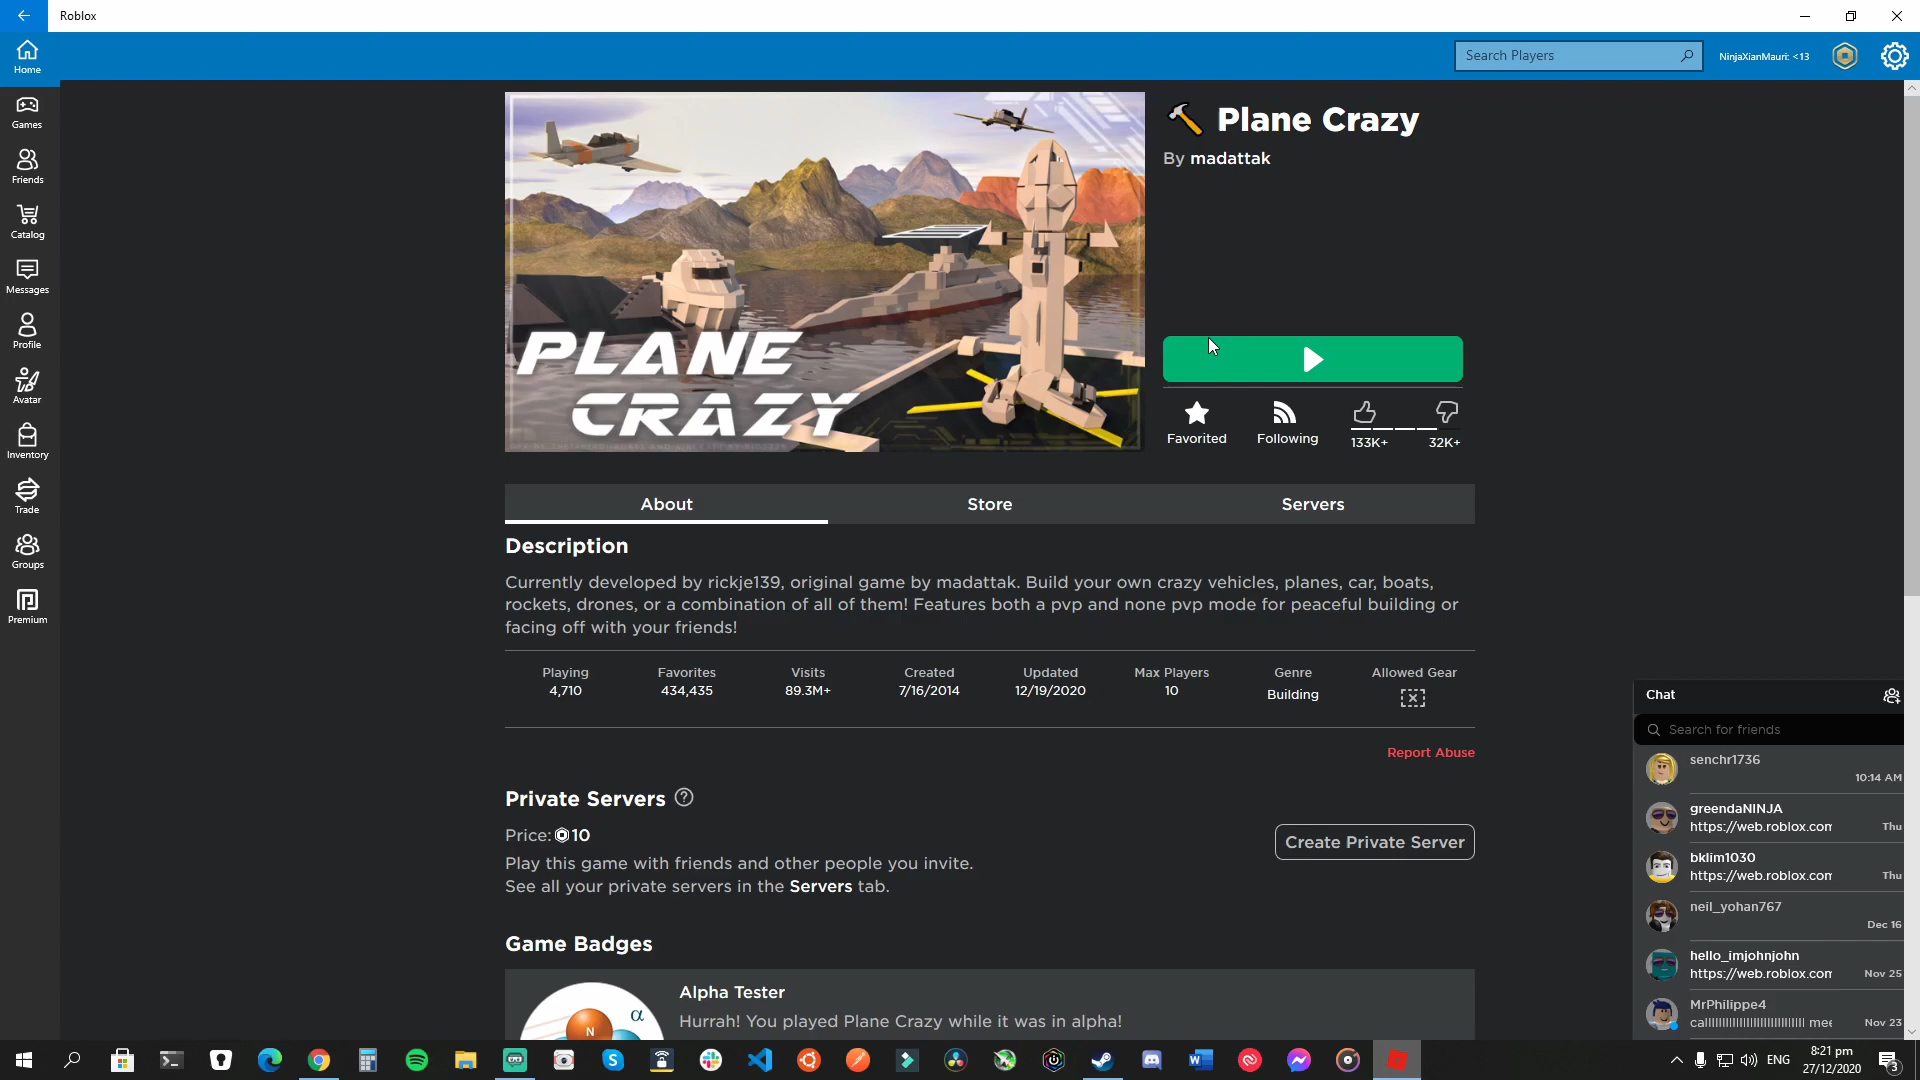 Roblox
Home
Search Players
NinjaXianMauri: <13
Games
Friends
Catalog
Messages
Profile
Avatar
Inventory
Trade
Groups
Premium
PLANE
CRAZY
Plane Crazy
By madattak
Favorited
Following
133K+
32K+
About
Store
Servers
Description
Currently developed by rickje139, original game by madattak. Build your own crazy vehicles, planes, car, boats,
rockets, drones, or a combination of all of them! Features both a pvp and none pvp mode for peaceful building or
facing off with your friends!
Playing
Favorites
Visits
Created
Updated
Max Players
Genre
Allowed Gear
4,710
434,435
89.3M+
7/16/2014
12/19/2020
10
Building
Report Abuse
Private Servers
Price: 10
Create Private Server
Play this game with friends and other people you invite.
See all your private servers in the Servers tab.
Game Badges
N
α
Alpha Tester
Hurrah! You played Plane Crazy while it was in alpha!
Chat
Search for friends
senchr1736
10:14 AM
greendaNINJA
https://web.roblox.com Thu
bklim1030
https://web.roblox.com Thu
neil_yohan767
Dec 16
hello_imjohnjohn
https://web.roblox.com Nov 25
MrPhilippe4
Nov 23
ENG
8:21 pm
27/12/2020
3